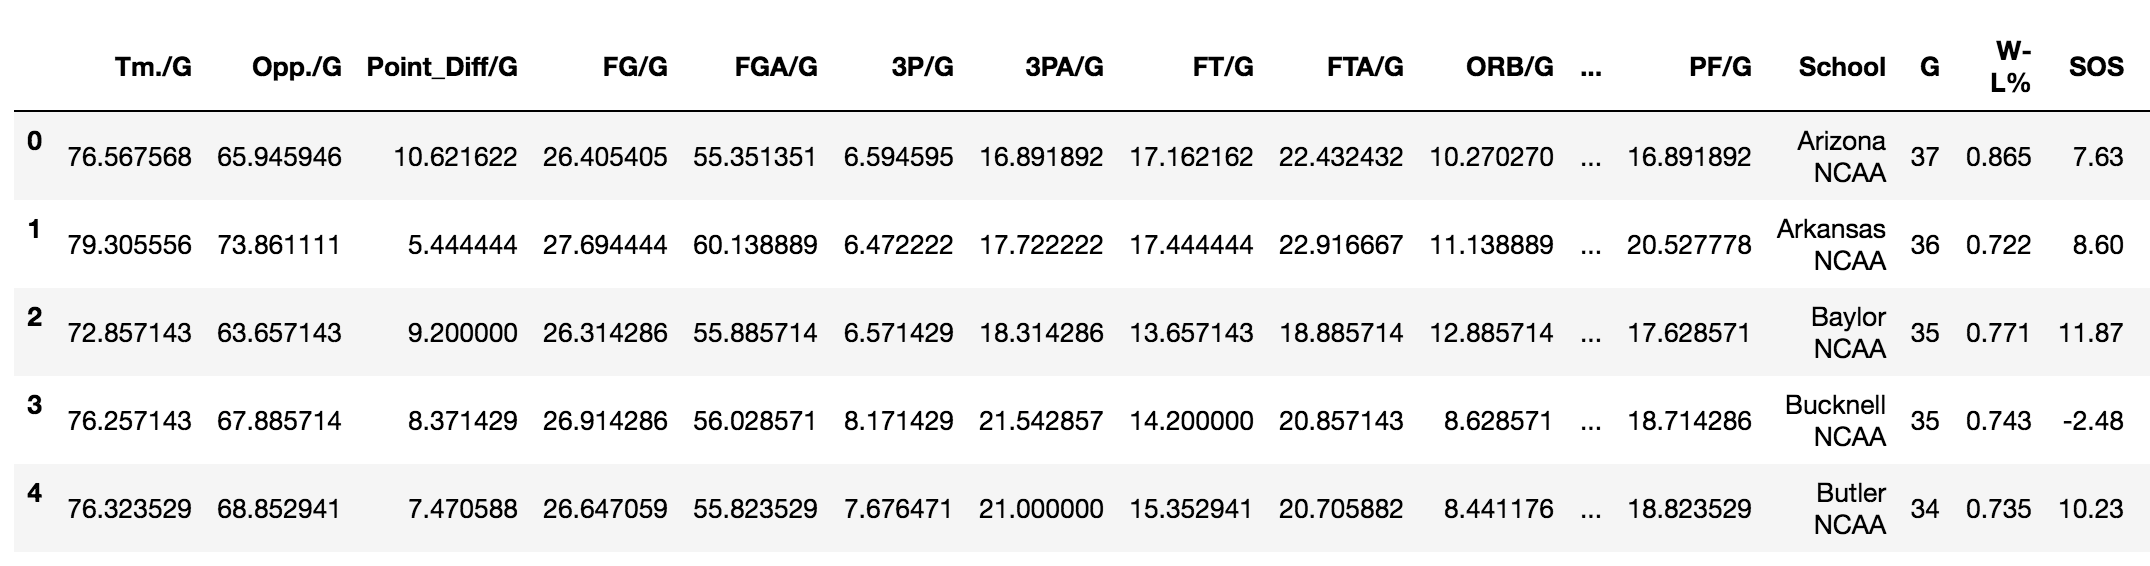 Tm./G Opp./G Point_Diff/G FG/G FGA/G 3P/G 3PA/G FT/G FTA/G ORB/G ... PF/G School G W-L% SOS
0 76.567568 65.945946 10.621622 26.405405 55.351351 6.594595 16.891892 17.162162 22.432432 10.270270 ... 16.891892 Arizona NCAA 37 0.865 7.63
1 79.305556 73.861111 5.444444 27.694444 60.138889 6.472222 17.722222 17.444444 22.916667 11.138889 ... 20.527778 Arkansas NCAA 36 0.722 8.60
2 72.857143 63.657143 9.200000 26.314286 55.885714 6.571429 18.314286 13.657143 18.885714 12.885714 ... 17.628571 Baylor NCAA 35 0.771 11.87
3 76.257143 67.885714 8.371429 26.914286 56.028571 8.171429 21.542857 14.200000 20.857143 8.628571 ... 18.714286 Bucknell NCAA 35 0.743 -2.48
4 76.323529 68.852941 7.470588 26.647059 55.823529 7.676471 21.000000 15.352941 20.705882 8.441176 ... 18.823529 Butler NCAA 34 0.735 10.23